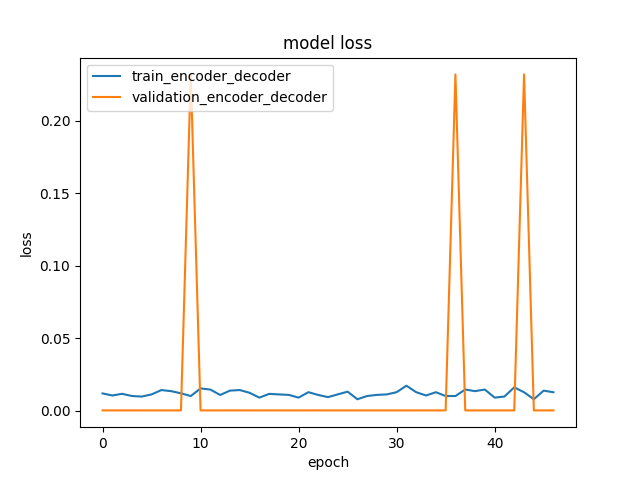 model loss
train_encoder_decoder
validation_encoder_decoder
0.20
0.15
0.10
0.05
0.00
loss
0 10 20 30 40
epoch